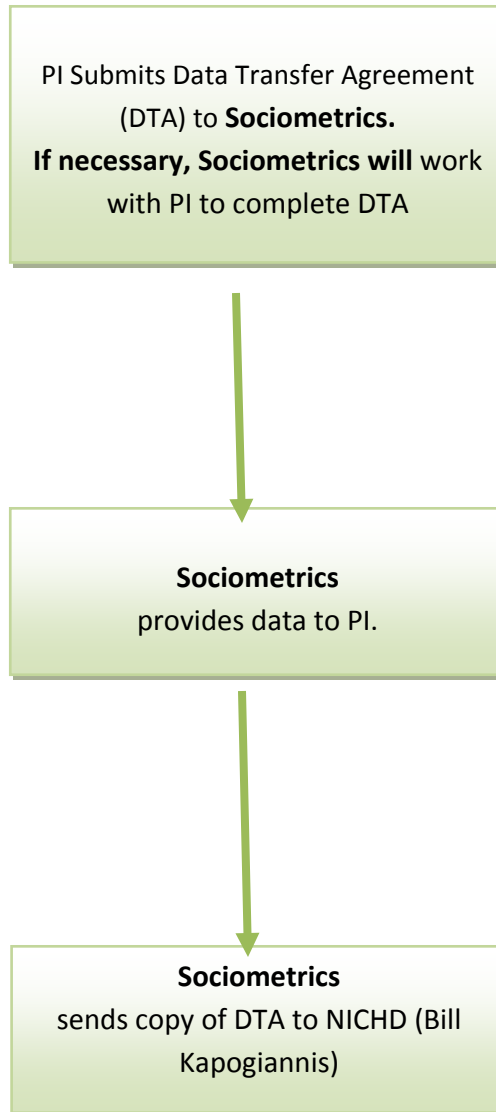 PI Submits Data Transfer Agreement
(DTA) to Sociometrics.
If necessary, Sociometrics will work
with PI to complete DTA
Sociometrics
provides data to PI.
Sociometrics
sends copy of DTA to NICHD (Bill
Kapogiannis)